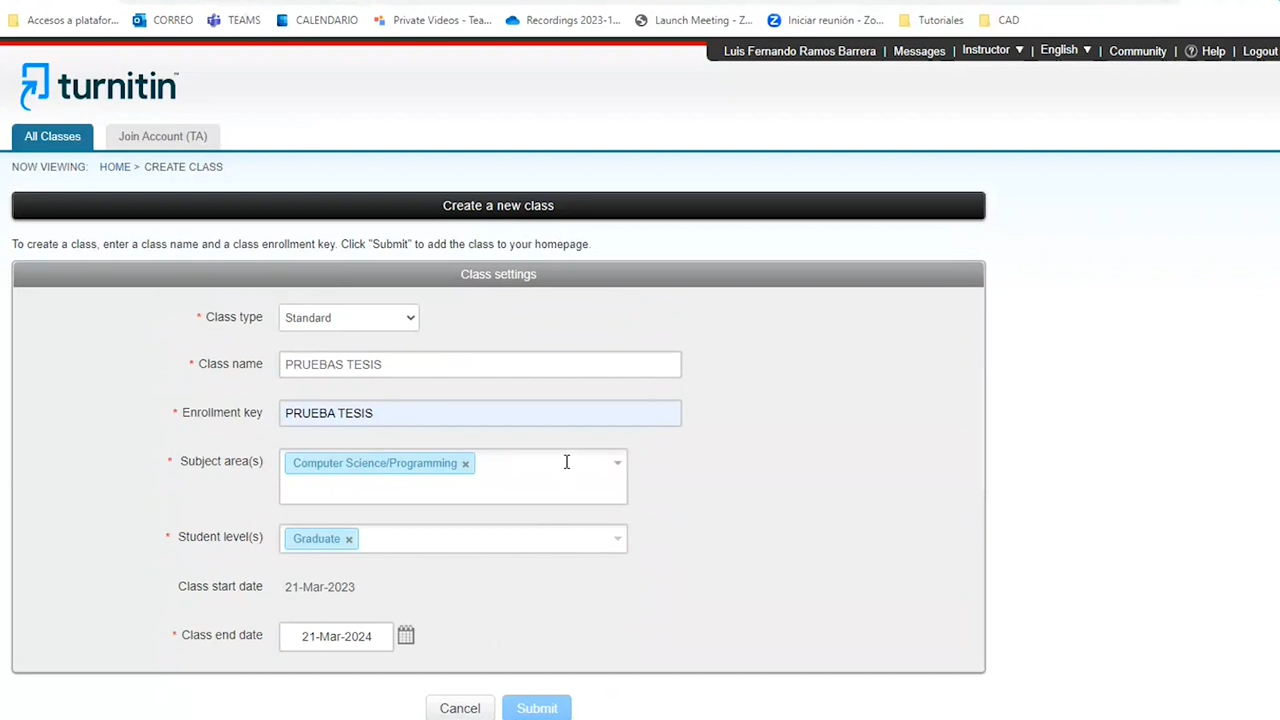 Accesos a platafor... CORREO TEAMS CALENDARIO Private Videos - Tea... Recordings 2023-1... Launch Meeting - Z... Iniciar reunión - Zo... Tutoriales CAD
Luis Fernando Ramos Barrera | Messages | Instructor ▼ | English ▼ | Community | ? Help | Logout
turnitin™
All Classes Join Account (TA)
NOW VIEWING: HOME > CREATE CLASS
Create a new class
To create a class, enter a class name and a class enrollment key. Click "Submit" to add the class to your homepage.
Class settings
* Class type Standard
* Class name PRUEBAS TESIS
* Enrollment key PRUEBA TESIS
* Subject area(s) Computer Science/Programming ×
* Student level(s) Graduate ×
Class start date 21-Mar-2023
* Class end date 21-Mar-2024
Cancel Submit